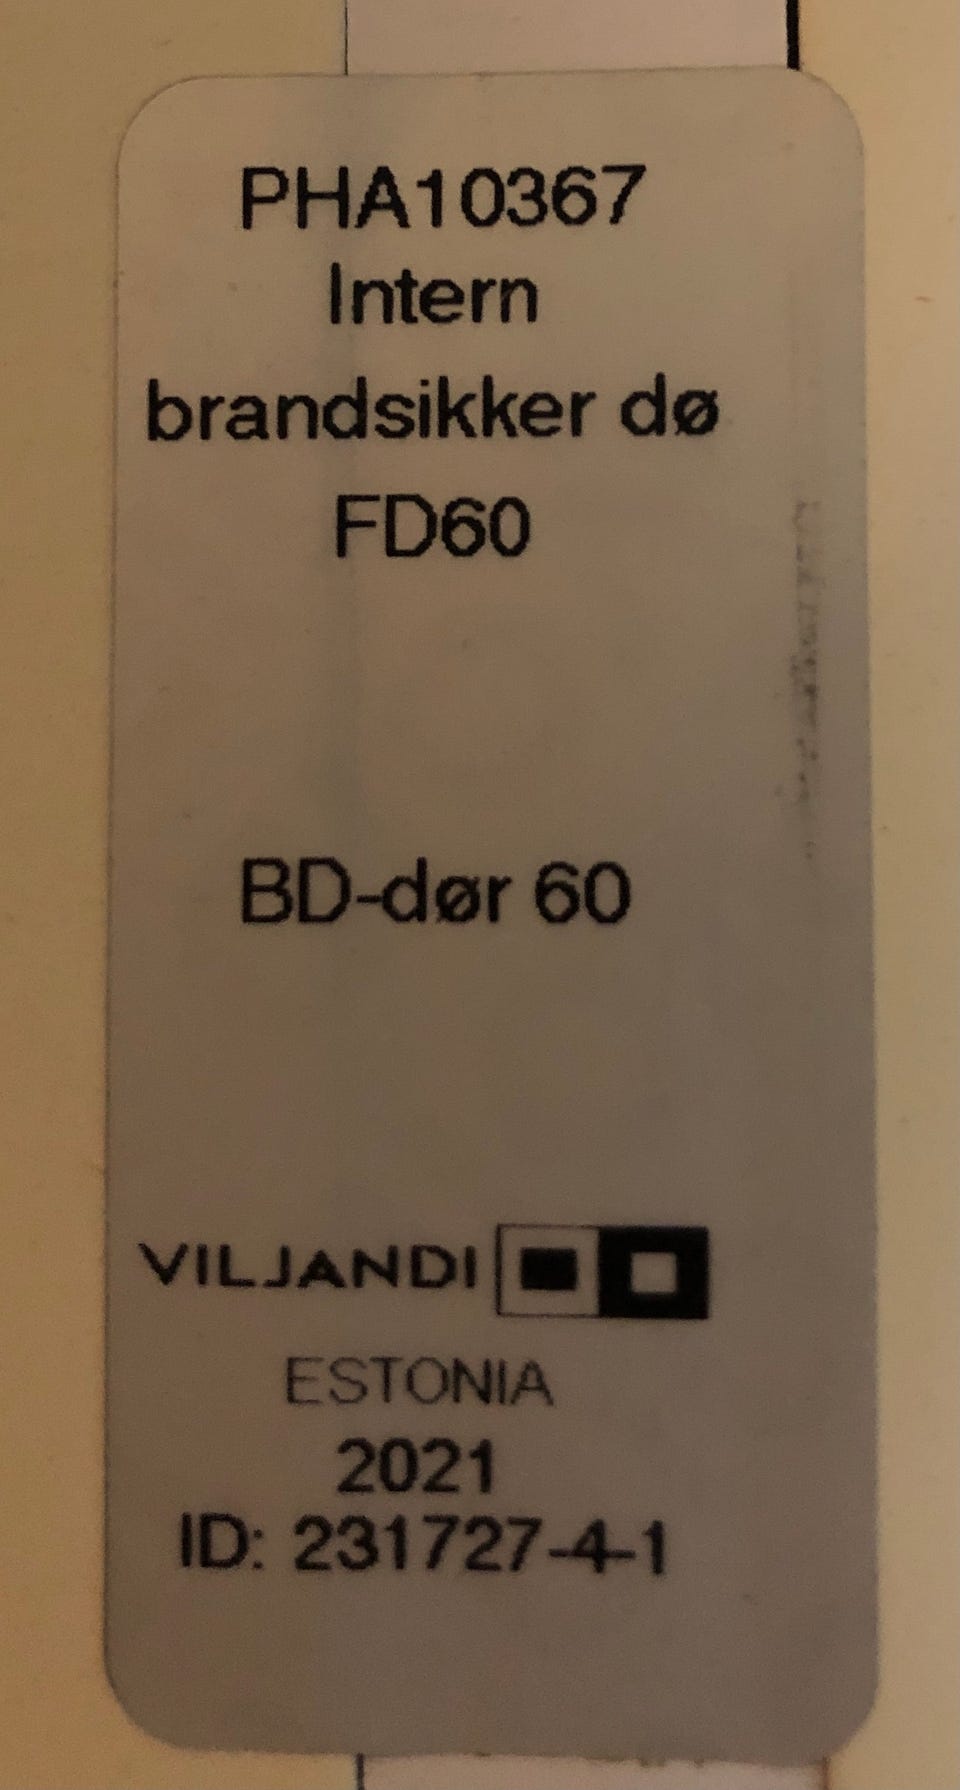 PHA10367
Intern
brandsikker dø
FD60
BD-dør 60
VILJANDI
ESTONIA
2021
ID: 231727-4-1